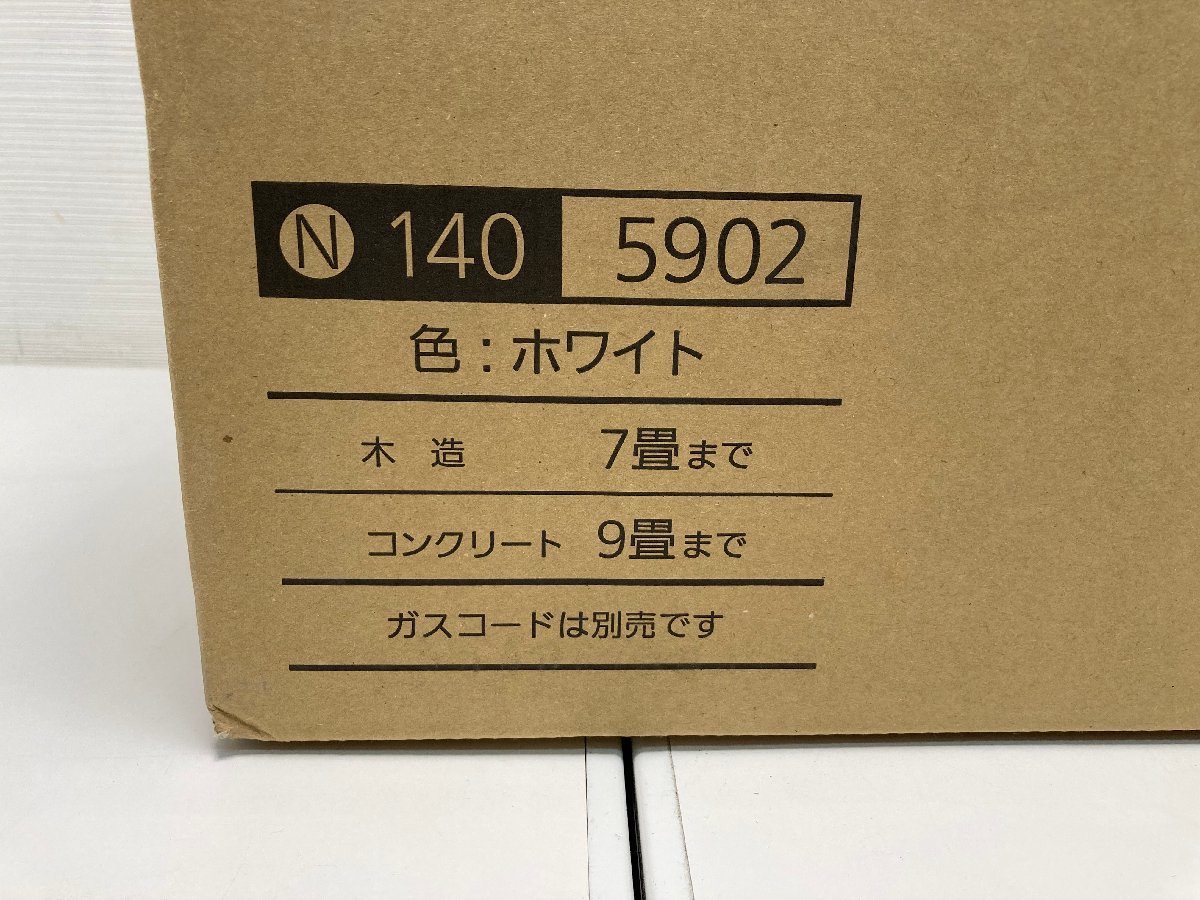 Ⓝ 140 5902
色：ホワイト
木造 7畳まで
コンクリート 9畳まで
ガスコードは別売です